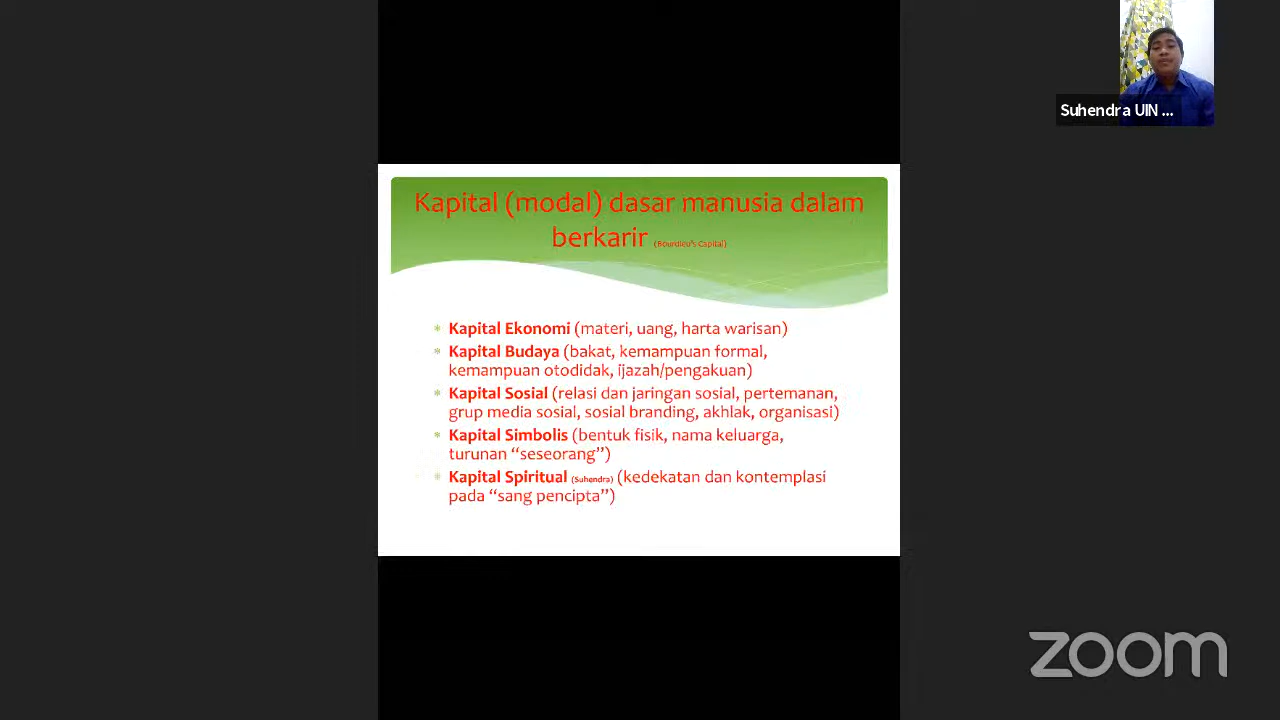 Suhendra UIN ...
Kapital (modal) dasar manusia dalam
berkarir (Bourdieu's Capital)
* Kapital Ekonomi (materi, uang, harta warisan)
* Kapital Budaya (bakat, kemampuan formal,
kemampuan otodidak, ijazah/pengakuan)
* Kapital Sosial (relasi dan jaringan sosial, pertemanan,
grup media sosial, sosial branding, akhlak, organisasi)
* Kapital Simbolis (bentuk fisik, nama keluarga,
turunan “seseorang”)
* Kapital Spiritual (Suhendra) (kedekatan dan kontemplasi
pada “sang pencipta”)
zoom